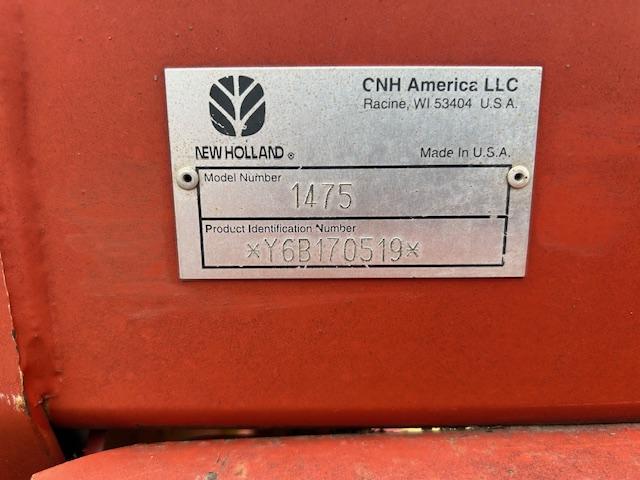 CNH America LLC
Racine, WI 53404 U.S.A.
NEW HOLLAND ®
Made In U.S.A.
Model Number
1475
Product Identification Number
*Y6B170519*